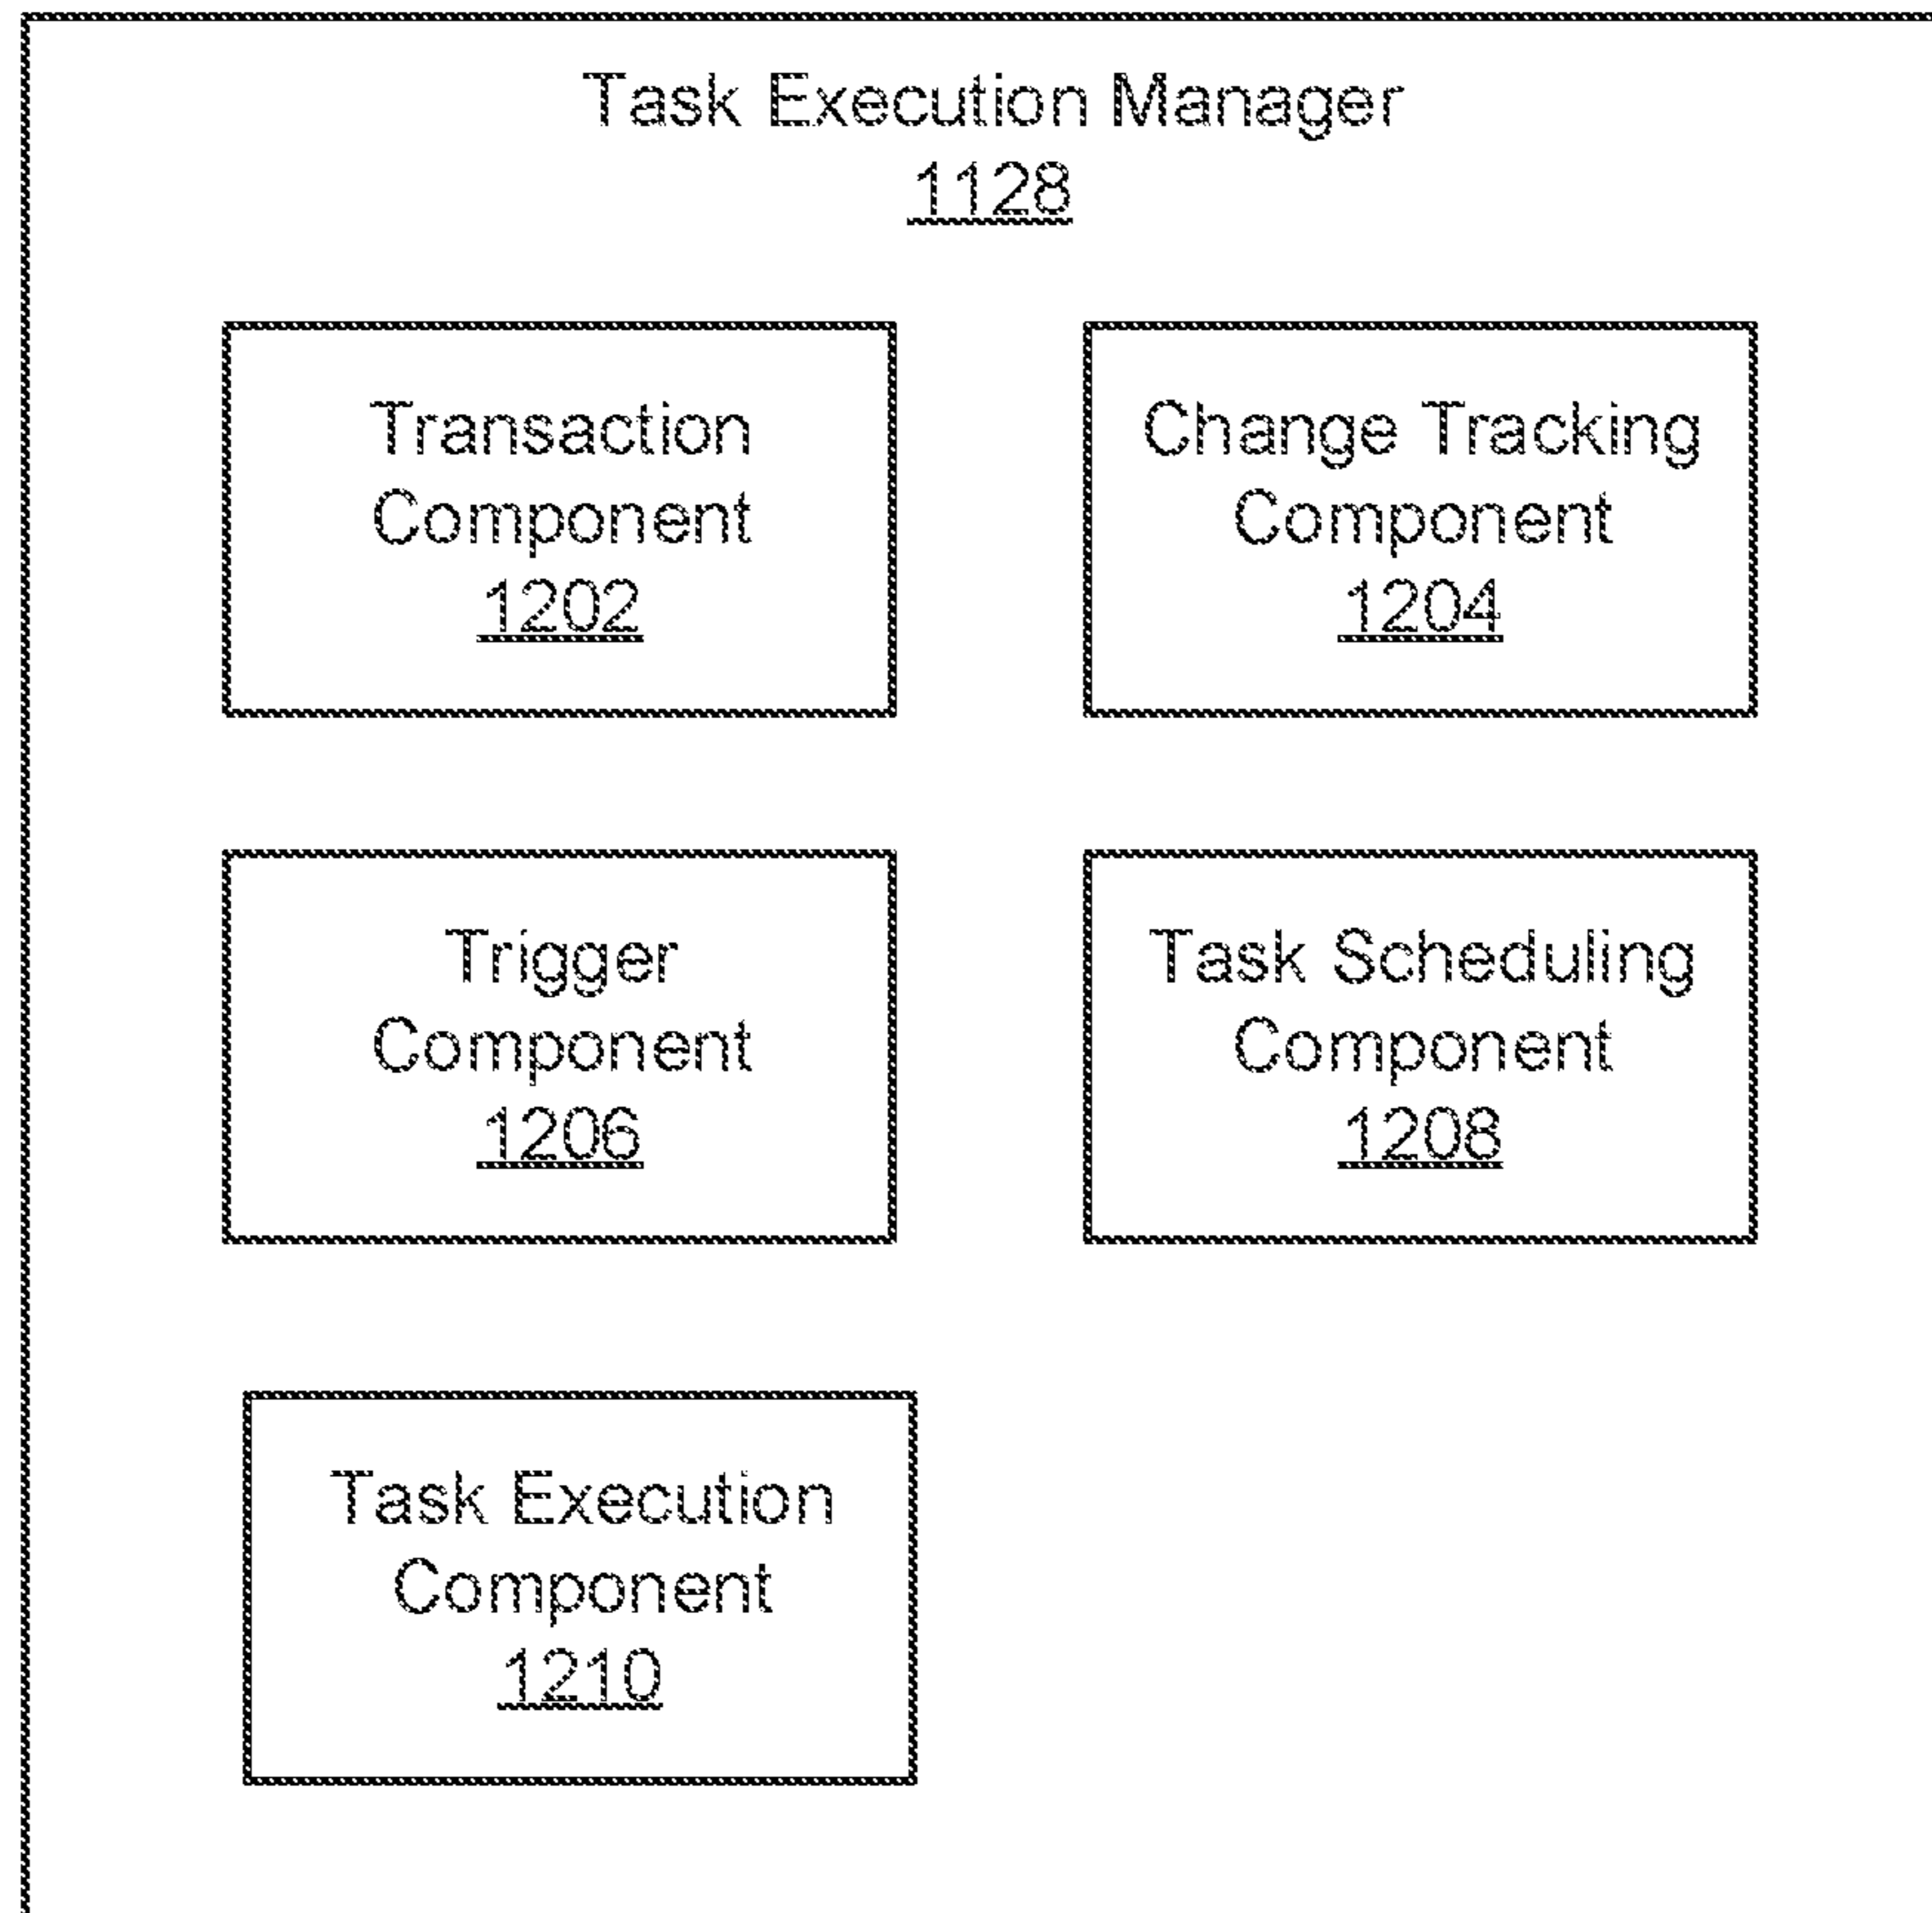 Task Execution Manager
1128
Transaction
Component
1202
Change Tracking
Component
1204
Trigger
Component
1206
Task Scheduling
Component
1208
Task Execution
Component
1210